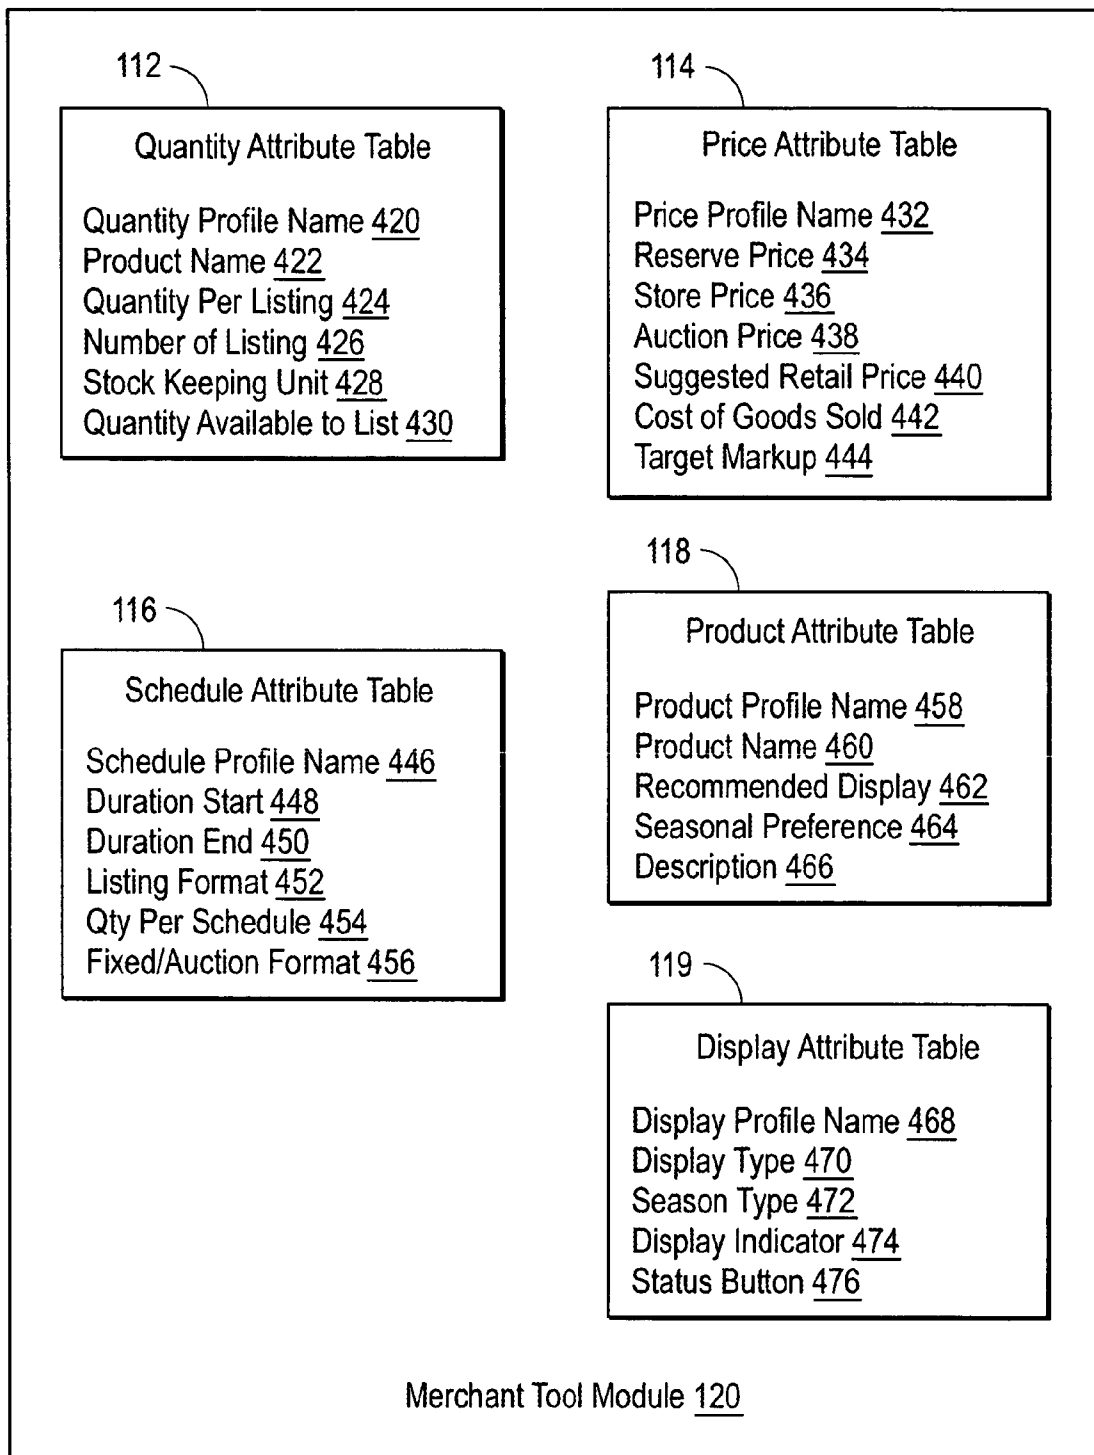 112
Quantity Attribute Table
Quantity Profile Name 420
Product Name 422
Quantity Per Listing 424
Number of Listing 426
Stock Keeping Unit 428
Quantity Available to List 430
114
Price Attribute Table
Price Profile Name 432
Reserve Price 434
Store Price 436
Auction Price 438
Suggested Retail Price 440
Cost of Goods Sold 442
Target Markup 444
116
Schedule Attribute Table
Schedule Profile Name 446
Duration Start 448
Duration End 450
Listing Format 452
Qty Per Schedule 454
Fixed/Auction Format 456
118
Product Attribute Table
Product Profile Name 458
Product Name 460
Recommended Display 462
Seasonal Preference 464
Description 466
119
Display Attribute Table
Display Profile Name 468
Display Type 470
Season Type 472
Display Indicator 474
Status Button 476
Merchant Tool Module 120